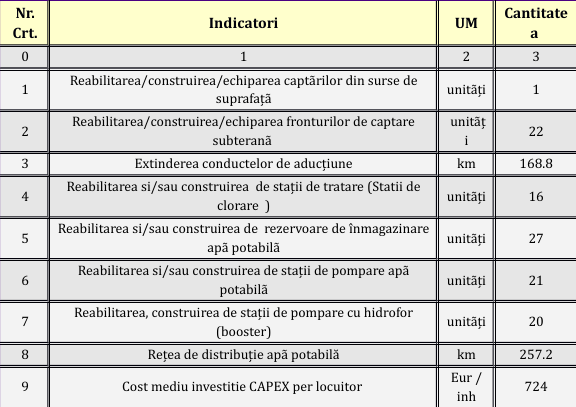 Nr. Crt. Indicatori UM Cantitatea
0 1 2 3
1 Reabilitarea/construirea/echiparea captărilor din surse de
suprafață unităţi 1
2 Reabilitarea/construirea/echiparea fronturilor de captare
subterană unităţi 22
3 Extinderea conductelor de aducţiune km 168.8
4 Reabilitarea si/sau construirea de staţii de tratare (Statii de
clorare ) unităţi 16
5 Reabilitarea si/sau construirea de rezervoare de înmagazinare
apă potabilă unităţi 27
6 Reabilitarea si/sau construirea de staţii de pompare apă
potabilă unităţi 21
7 Reabilitarea, construirea de staţii de pompare cu hidrofor
(booster) unităţi 20
8 Reţea de distribuţie apă potabilă km 257.2
9 Cost mediu investitie CAPEX per locuitor Eur / inh 724